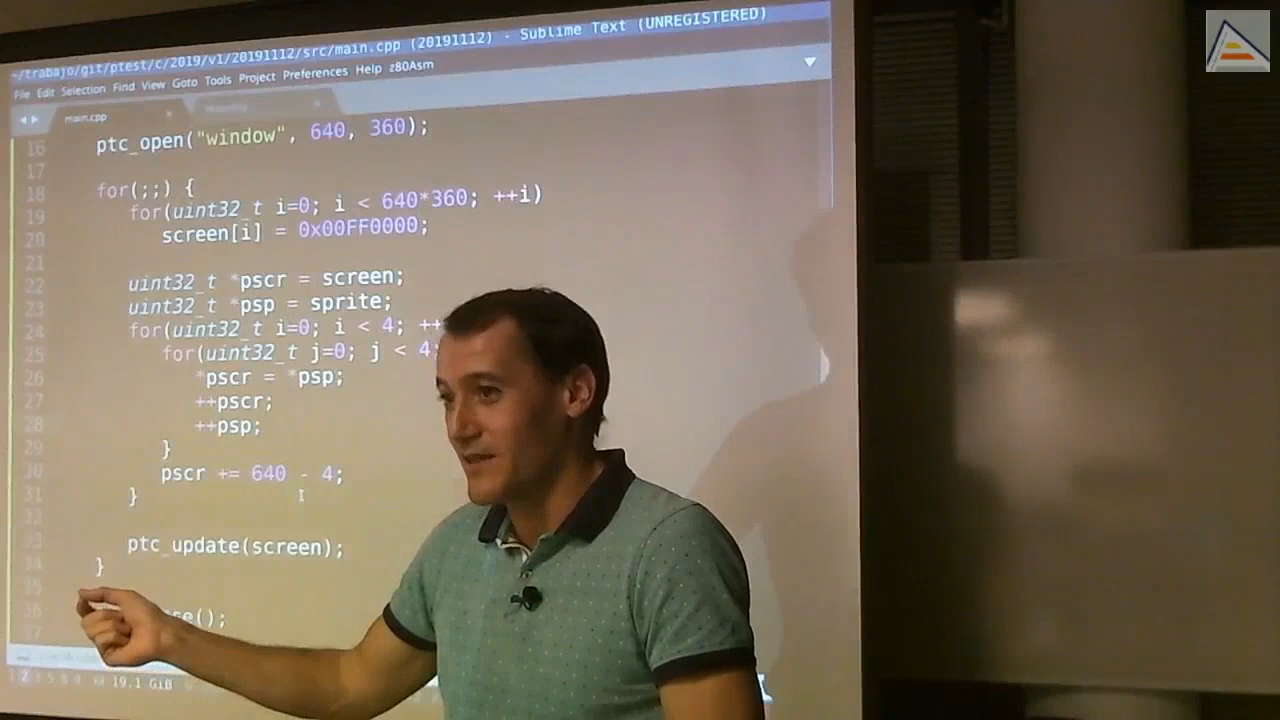 ~/trabajo/git/ptest/c/2019/v1/20191112/src/main.cpp (20191112) - Sublime Text (UNREGISTERED)
File Edit Selection Find View Goto Tools Project Preferences Help z80Asm
main.cpp
16 ptc_open("window", 640, 360);
17
18 for(;;) {
19 for(uint32_t i=0; i < 640*360; ++i)
20 screen[i] = 0x00FF0000;
21
22 uint32_t *pscr = screen;
23 uint32_t *psp = sprite;
24 for(uint32_t i=0; i < 4; ++
25 for(uint32_t j=0; j < 4;
26 *pscr = *psp;
27 ++pscr;
28 ++psp;
29 }
30 pscr += 640 - 4;
31 }
32
33 ptc_update(screen);
34 }
35
36 se();
37
19.1 GiB